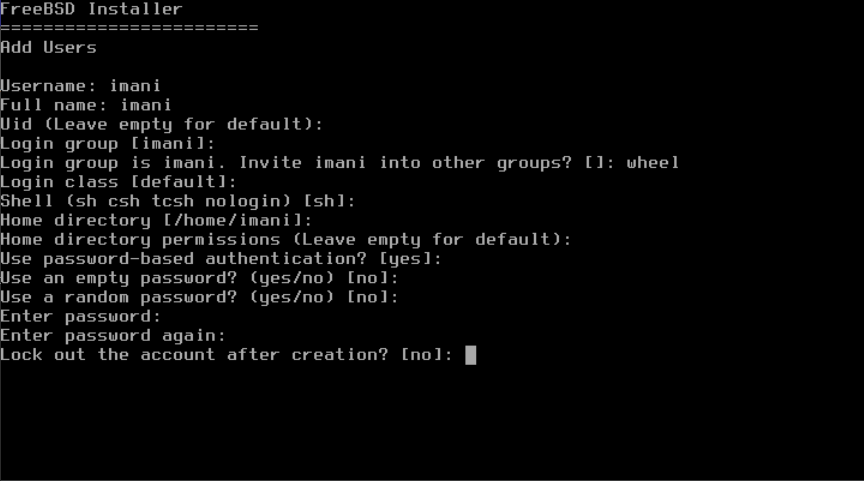 FreeBSD Installer
========================
Add Users
Username: imani
Full name: imani
Uid (Leave empty for default):
Login group [imani]:
Login group is imani. Invite imani into other groups? []: wheel
Login class [default]:
Shell (sh csh tcsh nologin) [sh]:
Home directory [/home/imani]:
Home directory permissions (Leave empty for default):
Use password-based authentication? [yes]:
Use an empty password? (yes/no) [no]:
Use a random password? (yes/no) [no]:
Enter password:
Enter password again:
Lock out the account after creation? [no]: